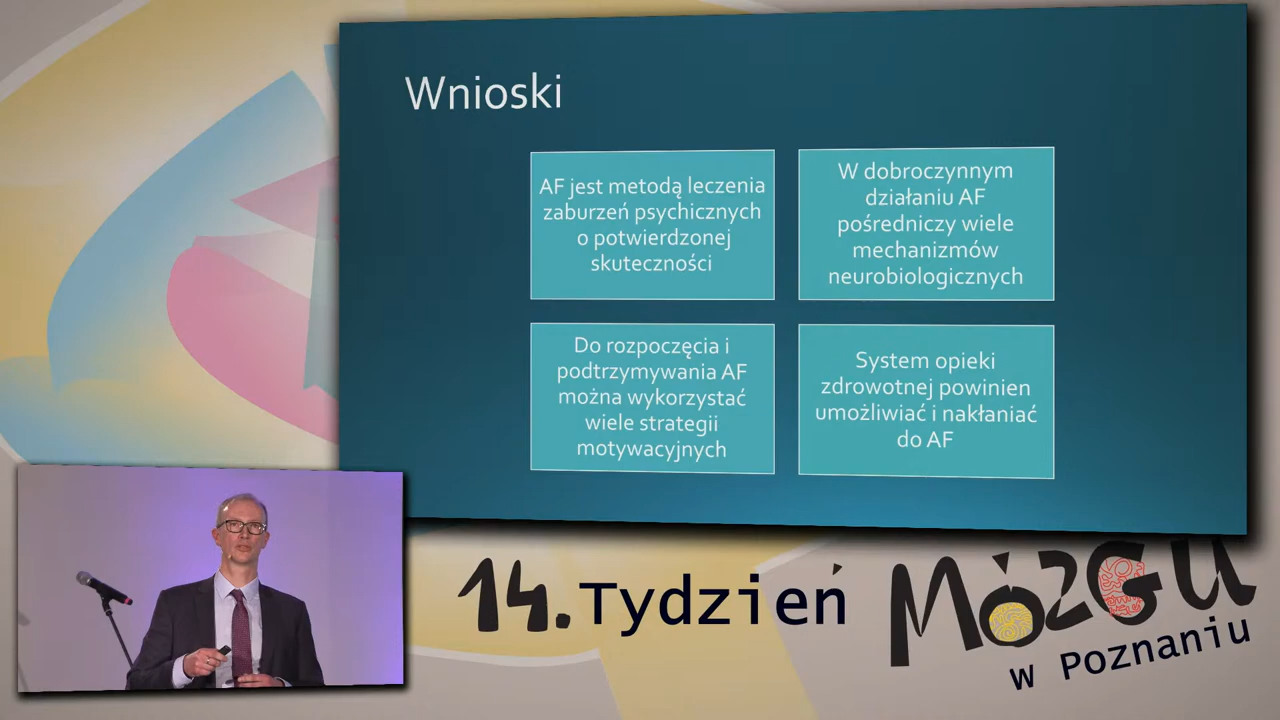 Wnioski
AF jest metodą leczenia
zaburzeń psychicznych
o potwierdzonej
skuteczności
W dobroczynnym
działaniu AF
pośredniczy wiele
mechanizmów
neurobiologicznych
Do rozpoczęcia i
podtrzymywania AF
można wykorzystać
wiele strategii
motywacyjnych
System opieki
zdrowotnej powinien
umożliwiać i nakłaniać
do AF
14. Tydzień MÓZGU
w Poznaniu